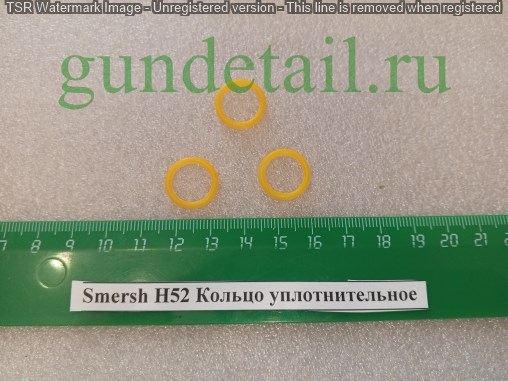 TSR Watermark Image - Unregistered version - This line is removed when registered
gundetail.ru
7 8 9 10 11 12 13 14 15 16 17 18 19 20 21
Smersh H52 Кольцо уплотнительное